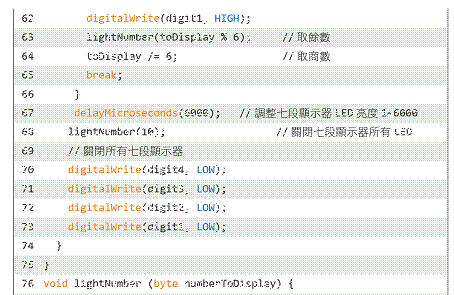 62 digitalWrite(digit1, HIGH);
63 lightNumber(toDisplay % 6); // 取餘數
64 toDisplay /= 6; // 取商數
65 break;
66 }
67 delayMicroseconds(6000); // 調整七段顯示器 LED 亮度 1~6000
68 lightNumber(10); // 關閉七段顯示器所有 LED
69 // 關閉所有七段顯示器
70 digitalWrite(digit4, LOW);
71 digitalWrite(digit3, LOW);
72 digitalWrite(digit2, LOW);
73 digitalWrite(digit1, LOW);
74 }
75 }
76 void lightNumber (byte numberToDisplay) {